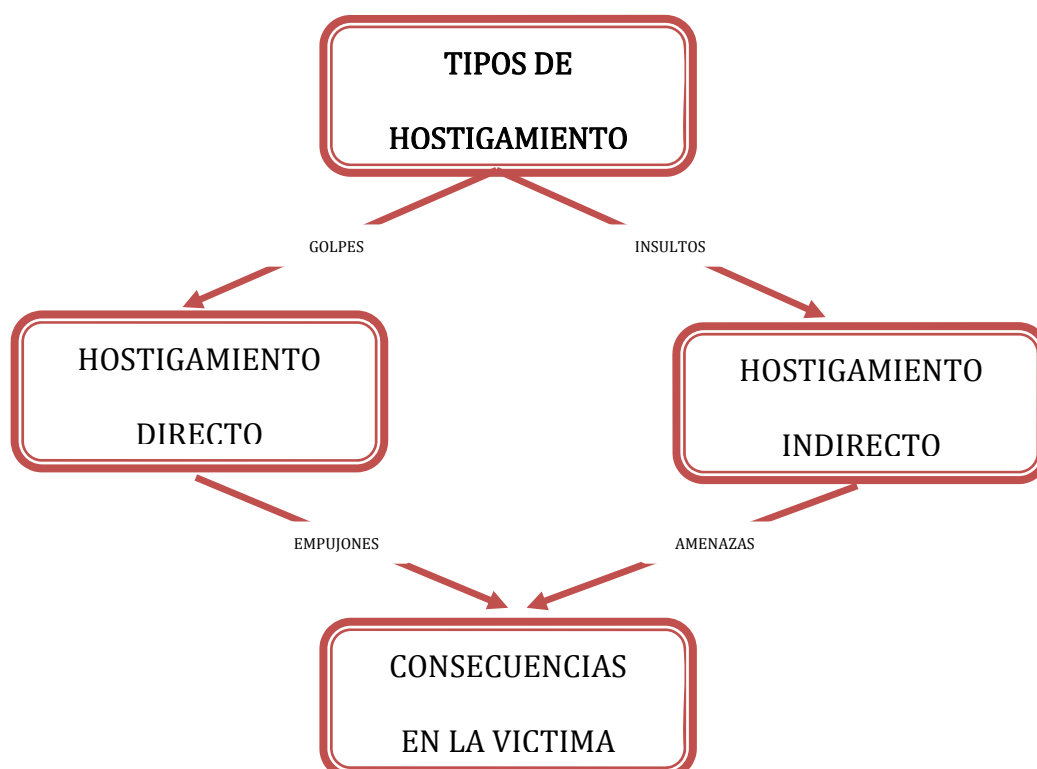 TIPOS DE
HOSTIGAMIENTO
GOLPES
INSULTOS
HOSTIGAMIENTO
DIRECTO
HOSTIGAMIENTO
INDIRECTO
EMPUJONES
AMENAZAS
CONSECUENCIAS
EN LA VICTIMA